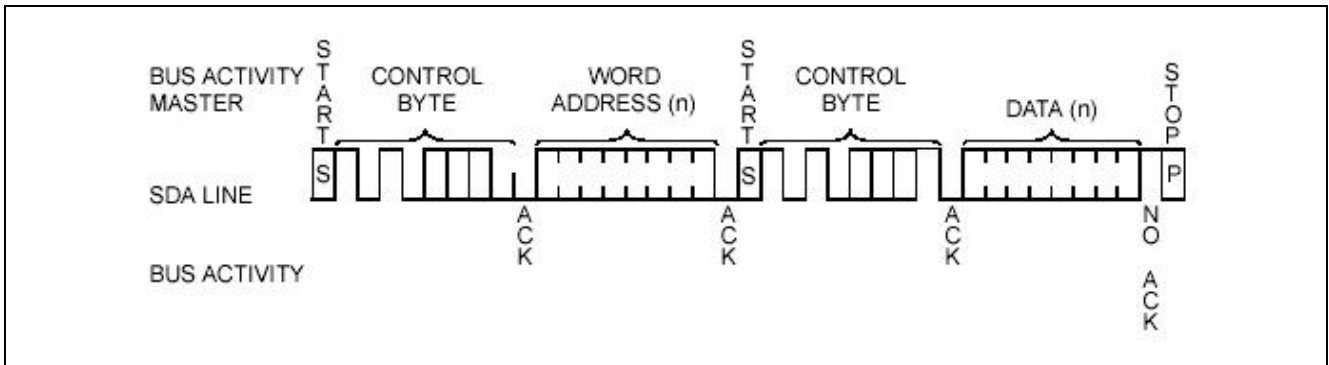 BUS ACTIVITY
MASTER
START
CONTROL
BYTE
WORD
ADDRESS (n)
START
CONTROL
BYTE
DATA (n)
STOP
SDA LINE
S
S
P
ACK
ACK
ACK
NO ACK
BUS ACTIVITY